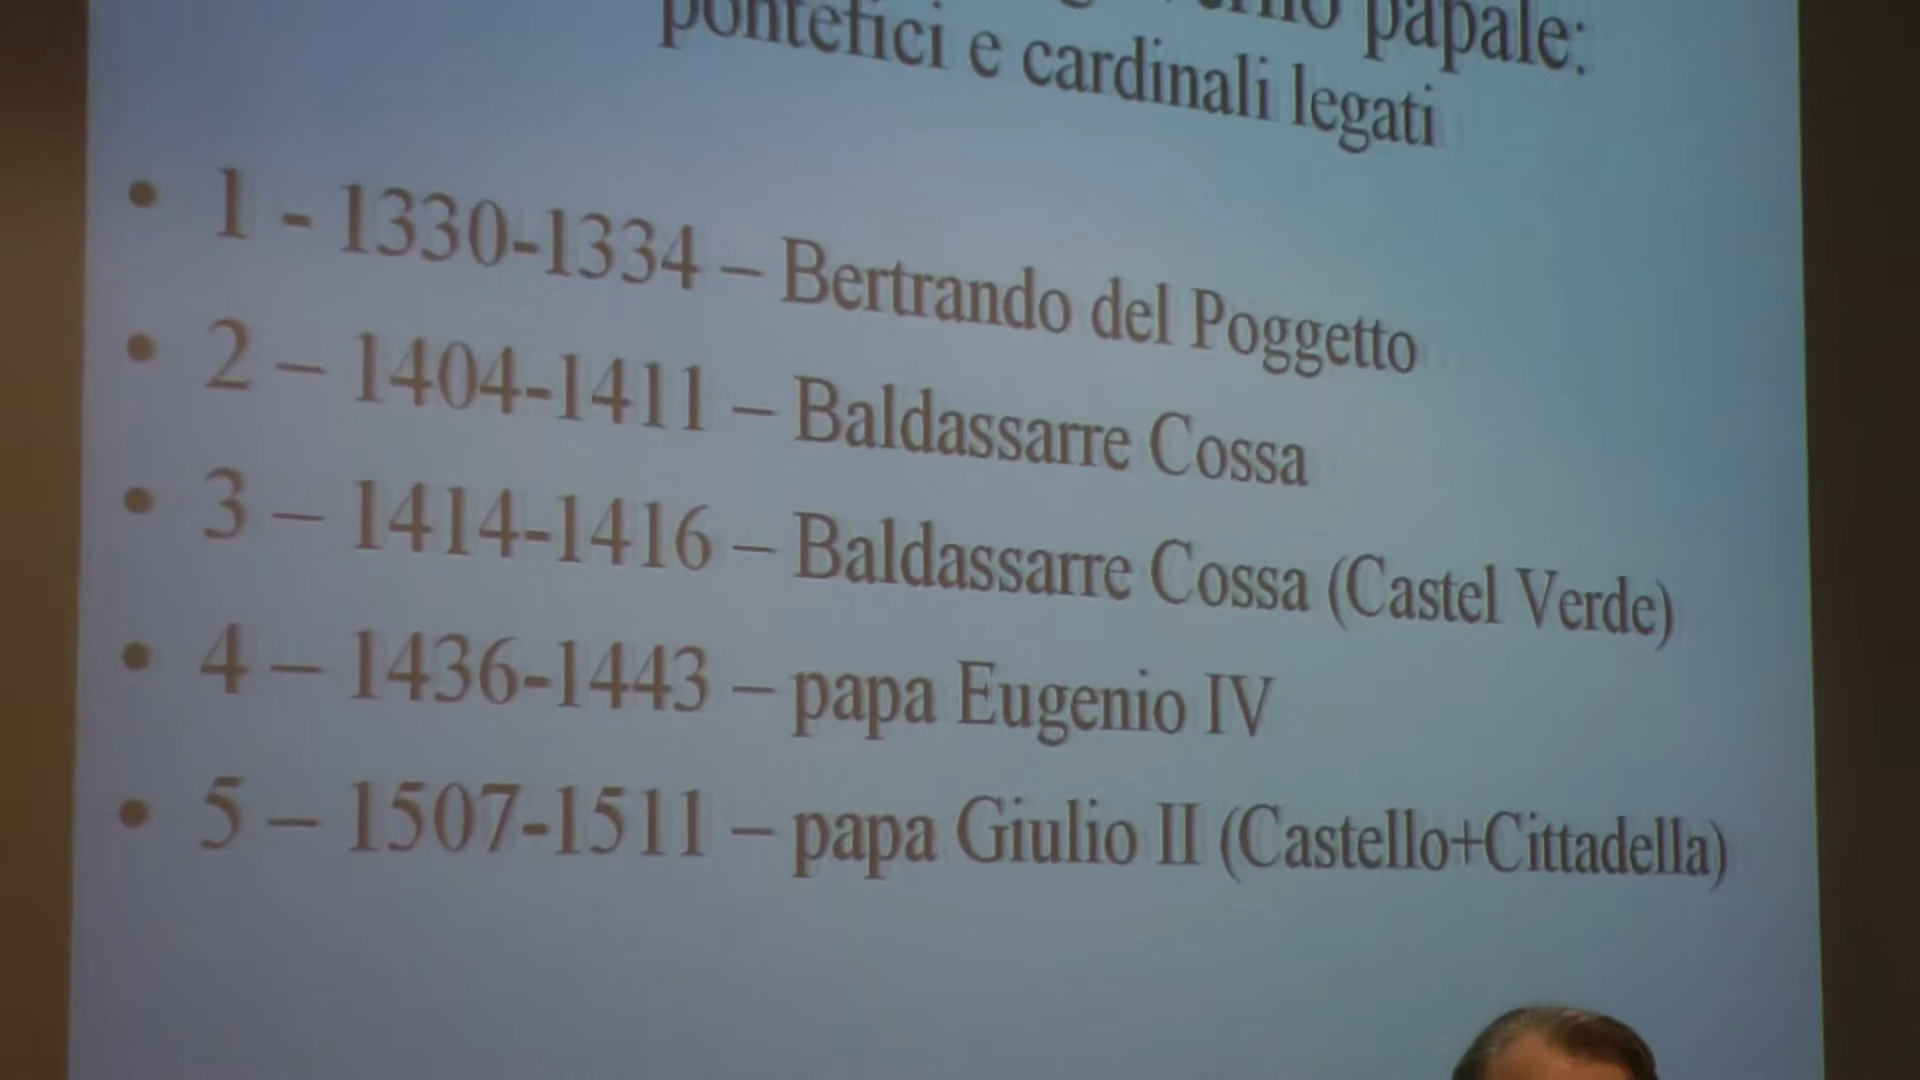 papale:
pontefici e cardinali legati
• 1 - 1330-1334 – Bertrando del Poggetto
• 2 – 1404-1411 – Baldassarre Cossa
• 3 – 1414-1416 – Baldassarre Cossa (Castel Verde)
• 4 – 1436-1443 – papa Eugenio IV
• 5 – 1507-1511 – papa Giulio II (Castello+Cittadella)